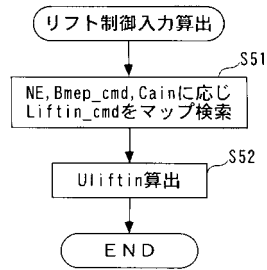 リフト制御入力算出
S51
NE,Bmep_cmd,Cainに応じ
Liftin_cmdをマップ検索
S52
Uliftin算出
END